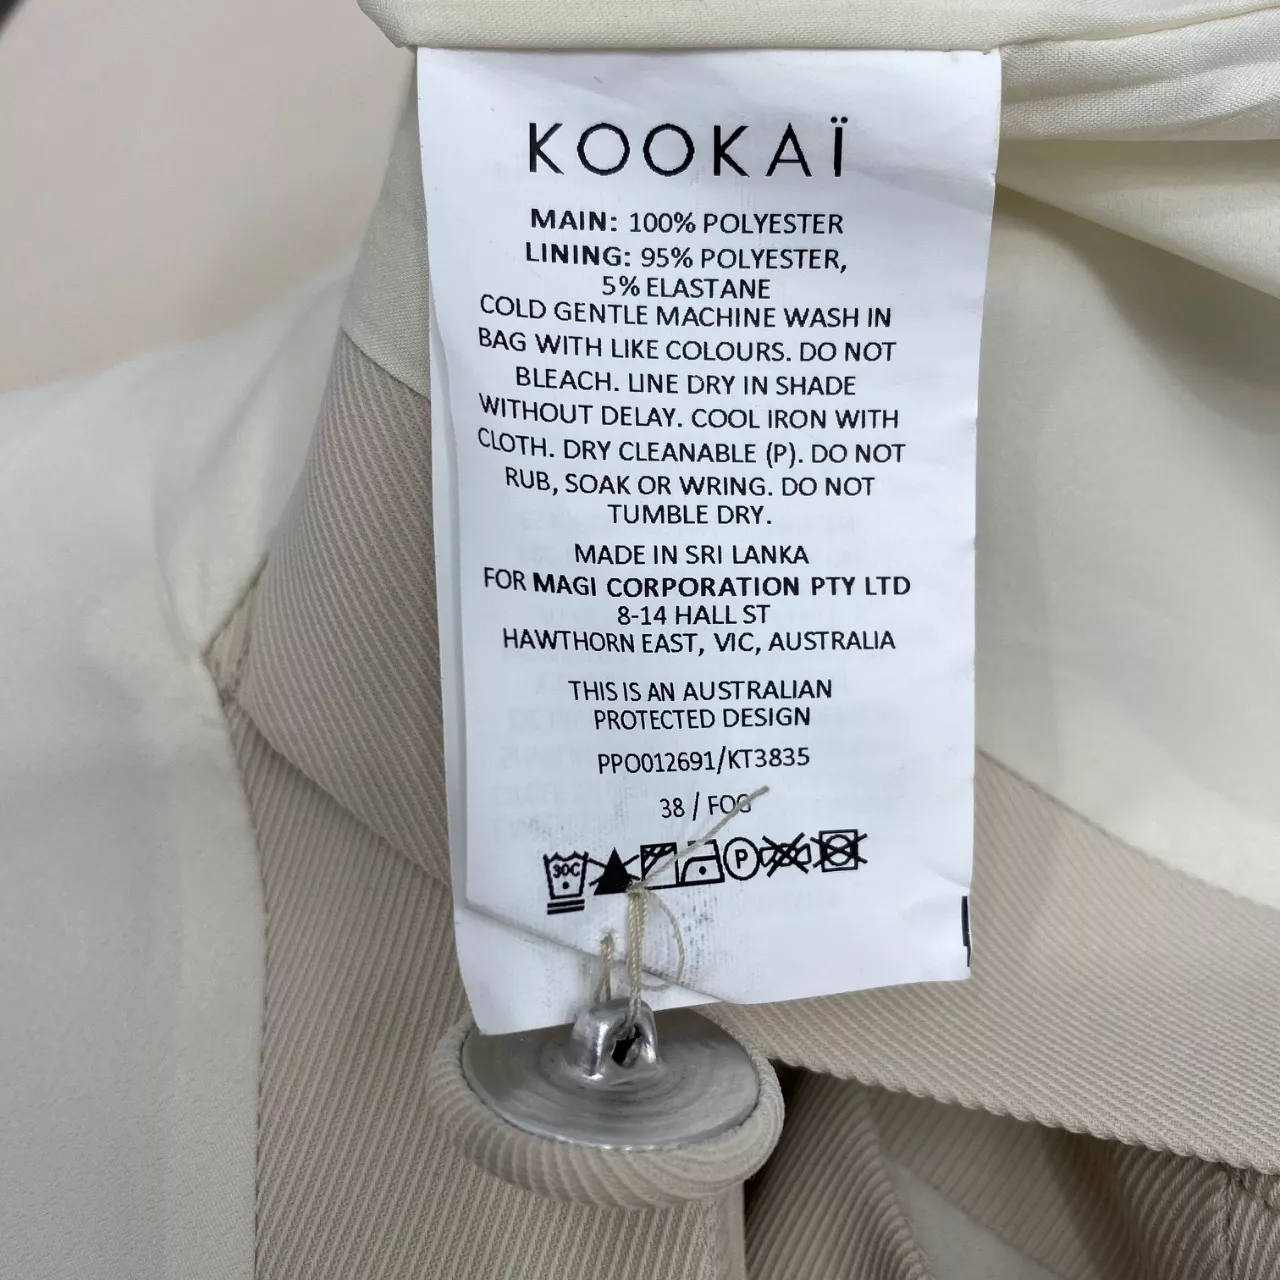 KOOKAÏ
MAIN: 100% POLYESTER
LINING: 95% POLYESTER,
5% ELASTANE
COLD GENTLE MACHINE WASH IN
BAG WITH LIKE COLOURS. DO NOT
BLEACH. LINE DRY IN SHADE
WITHOUT DELAY. COOL IRON WITH
CLOTH. DRY CLEANABLE (P). DO NOT
RUB, SOAK OR WRING. DO NOT
TUMBLE DRY.
MADE IN SRI LANKA
FOR MAGI CORPORATION PTY LTD
8-14 HALL ST
HAWTHORN EAST, VIC, AUSTRALIA
THIS IS AN AUSTRALIAN
PROTECTED DESIGN
PPO012691/KT3835
38 / FOG
30C P